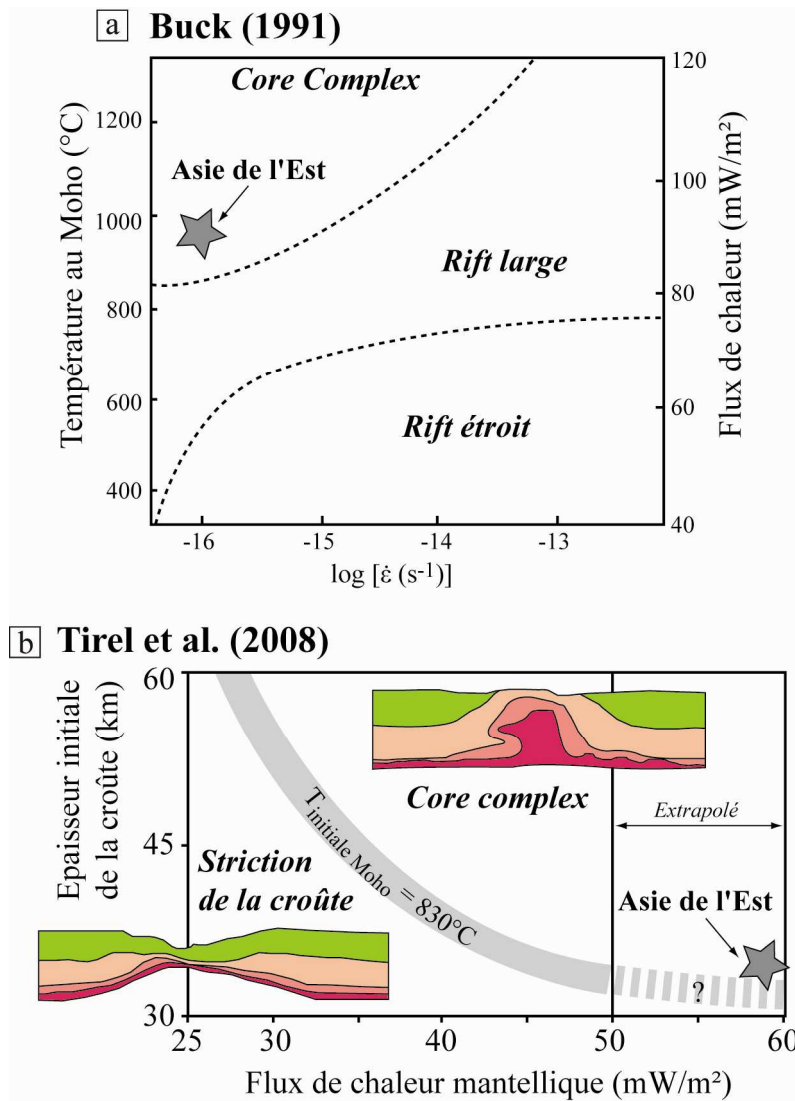 a Buck (1991)
Core Complex
Asie de l'Est
Rift large
Rift étroit
Température au Moho (°C)
1200
1000
800
600
400
Flux de chaleur (mW/m²)
120
100
80
60
40
-16
-15
-14
-13
log [ε̇ (s⁻¹)]
b Tirel et al. (2008)
Epaisseur initiale
de la croûte (km)
60
45
30
T initiale Moho = 830°C
Core complex
Extrapolé
Striction
de la croûte
Asie de l'Est
?
25
30
40
50
60
Flux de chaleur mantellique (mW/m²)